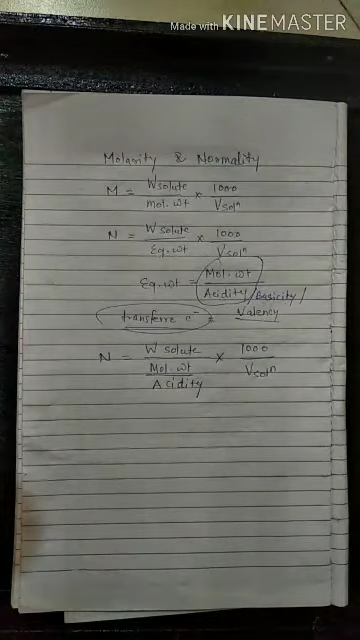 Made with KINEMASTER
Molarity & Normality
M = Wsolute / mol. wt × 1000 / Vsolⁿ
N = W solute / Eq. wt × 1000 / Vsolⁿ
Eq. wt = Mol. wt / Acidity / Basicity /
transferre e⁻ = Valency
N = W solute / (Mol. wt / Acidity) × 1000 / Vsolⁿ